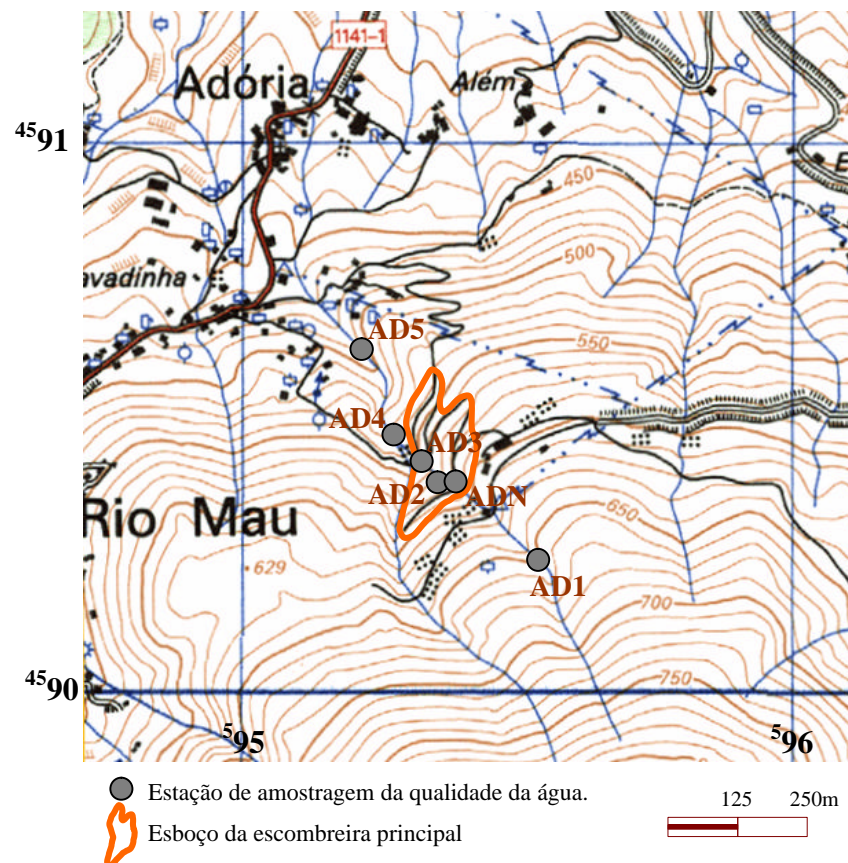 1141-1
Adória
Além
4591
450
E
500
avadinha
AD5
550
AD4
AD3
AD2
ADN
Rio Mau
650
629
AD1
700
750
4590
595
596
Estação de amostragem da qualidade da água.
125 250m
Esboço da escombreira principal